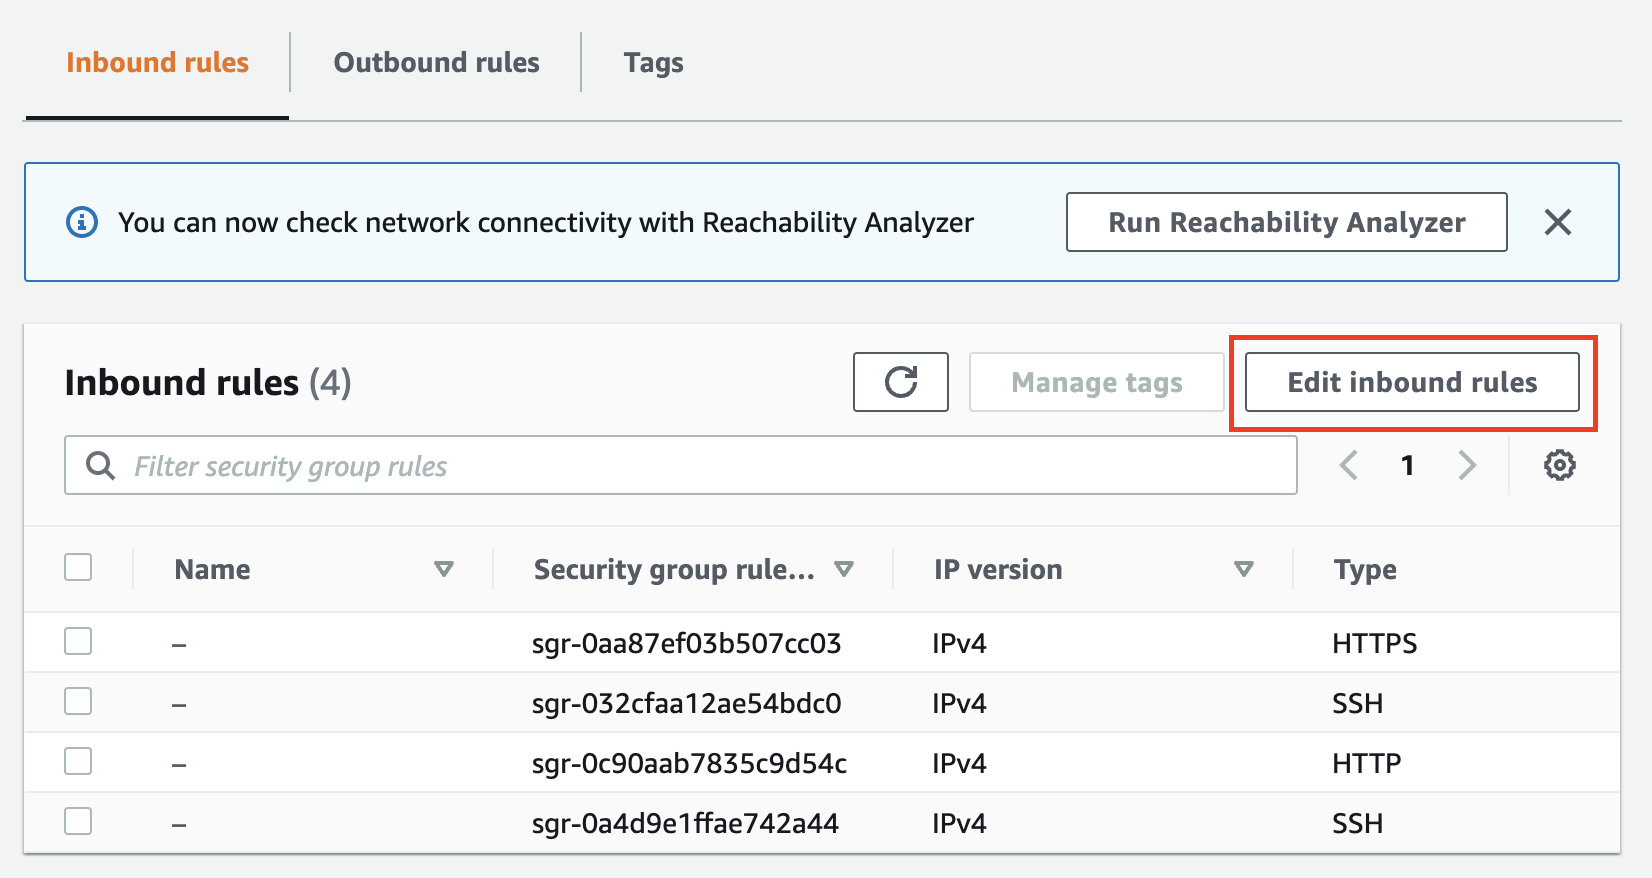 Inbound rules Outbound rules Tags
You can now check network connectivity with Reachability Analyzer Run Reachability Analyzer
Inbound rules (4) Manage tags Edit inbound rules
Filter security group rules 1
Name Security group rule... IP version Type
– sgr-0aa87ef03b507cc03 IPv4 HTTPS
– sgr-032cfaa12ae54bdc0 IPv4 SSH
– sgr-0c90aab7835c9d54c IPv4 HTTP
– sgr-0a4d9e1ffae742a44 IPv4 SSH